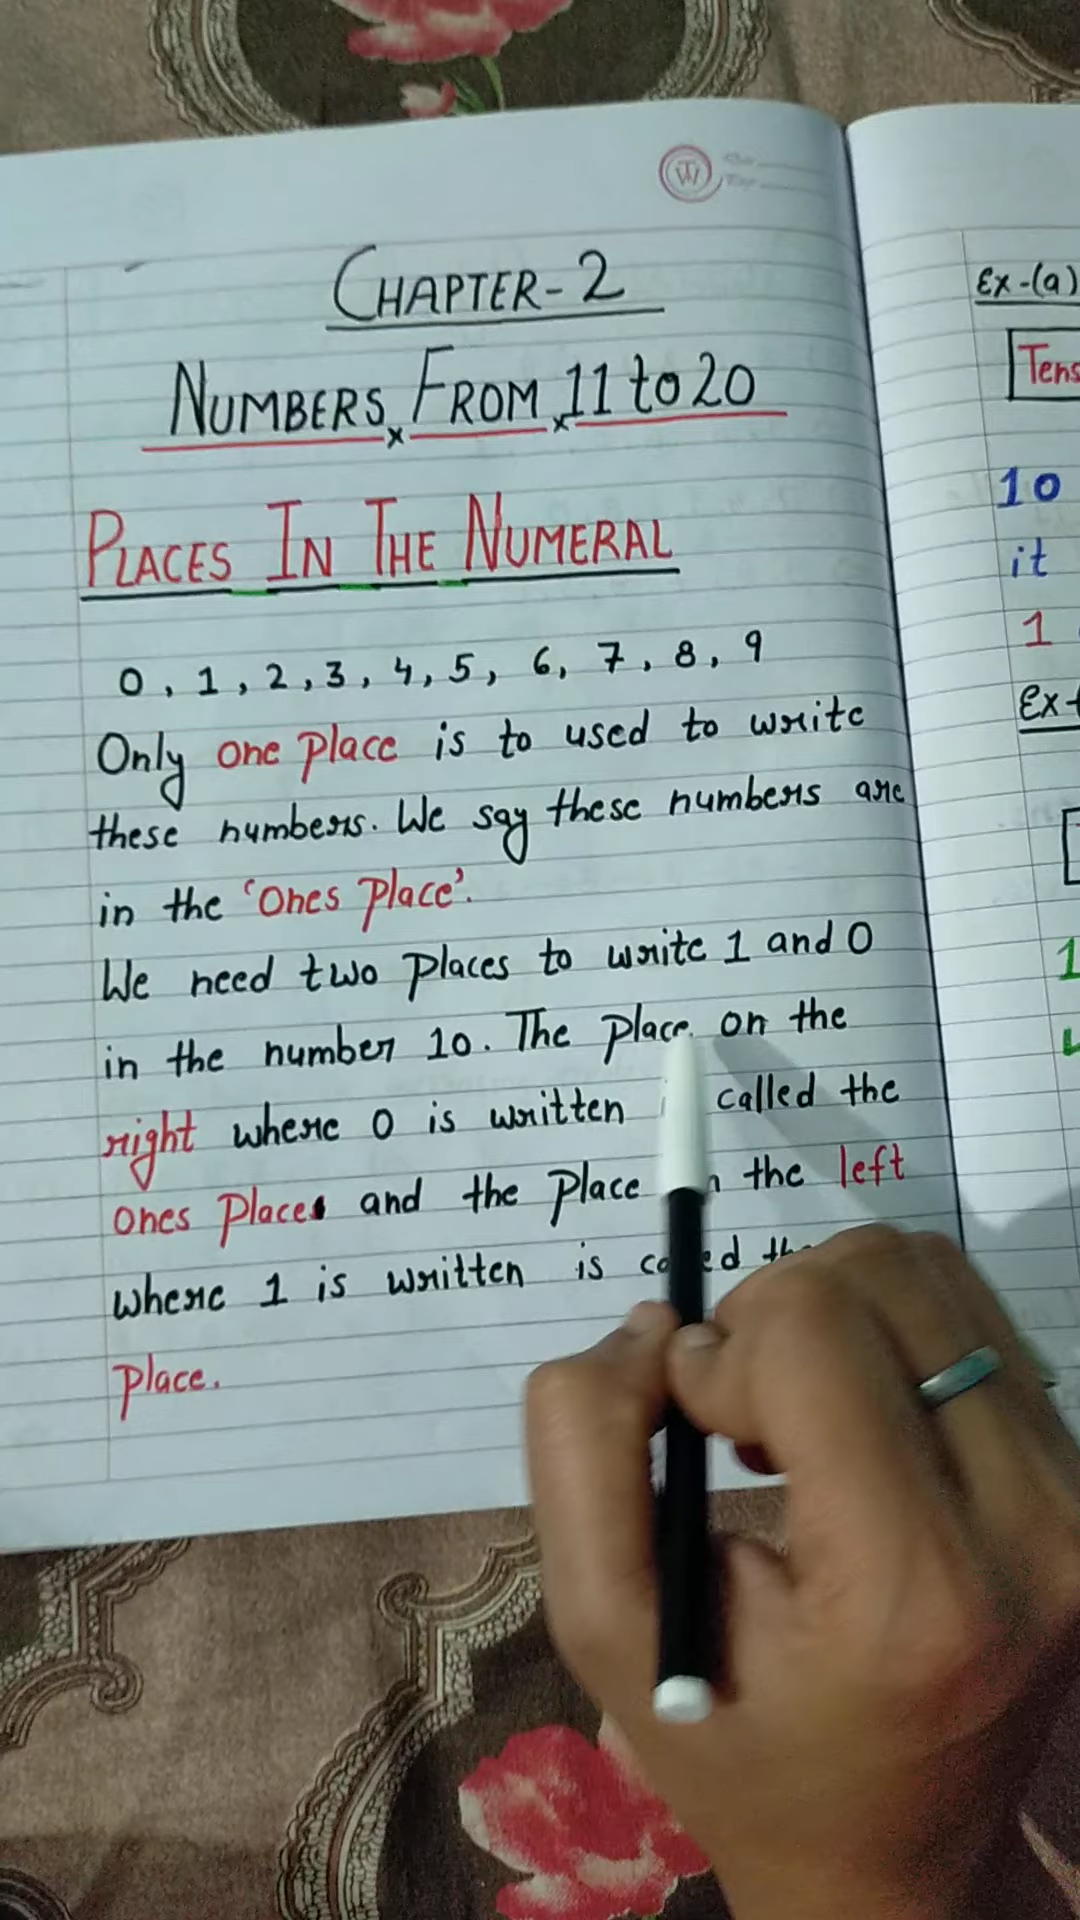 CHAPTER-2
NUMBERS FROM 11 to 20
PLACES IN THE NUMERAL
0, 1, 2, 3, 4, 5, 6, 7, 8, 9
Only one place is to used to write
these numbers. We say these numbers are
in the 'Ones Place'.
We need two places to write 1 and 0
in the number 10. The place on the
right where 0 is written called the
ones place and the place the left
where 1 is written is called
place.
Ex-(a)
Tens
10
it
1